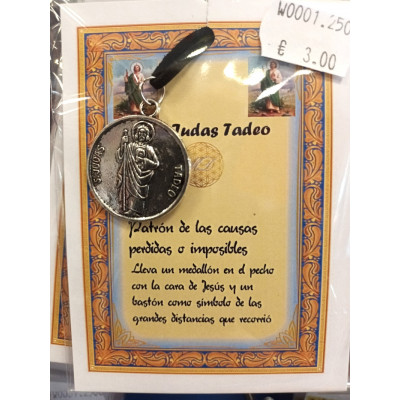 W0001.250
€ 3.00
Judas Tadeo
S.JUDAS
TADEO
Patrón de las causas
perdidas o imposibles
Lleva un medallón en el pecho
con la cara de Jesús y un
bastón como símbolo de las
grandes distancias que recorrió